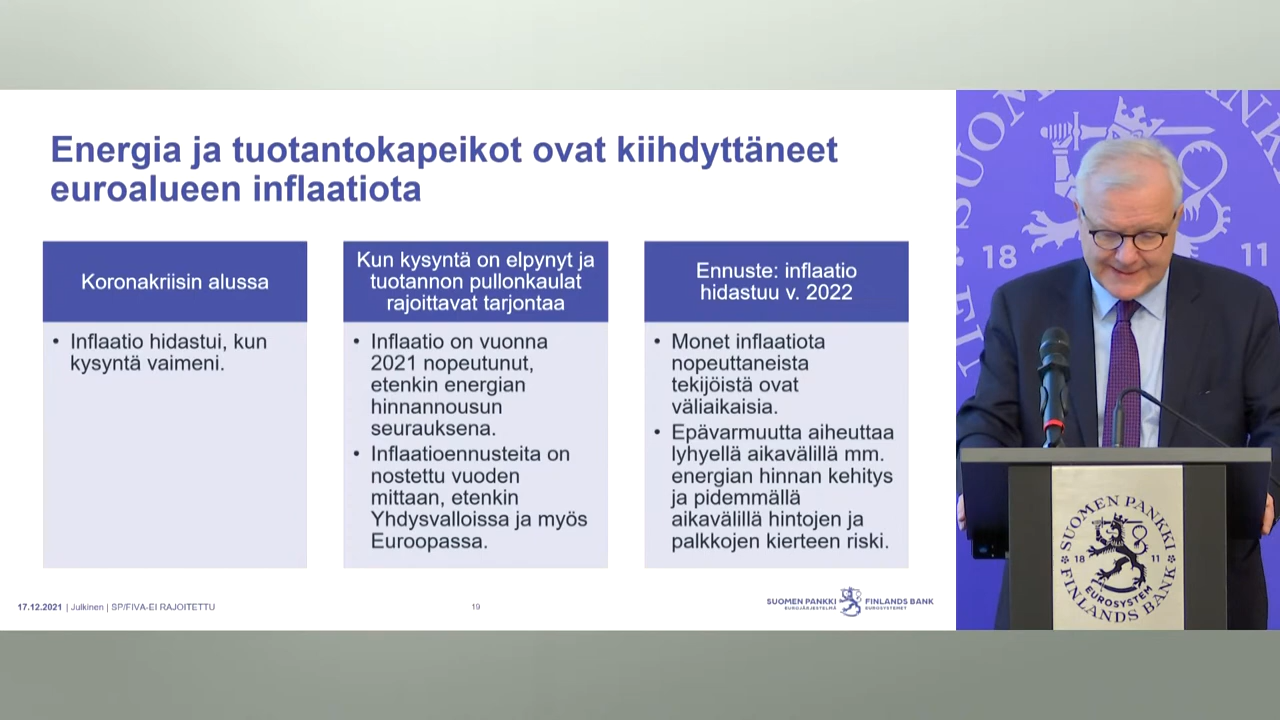 Energia ja tuotantokapeikot ovat kiihdyttäneet
euroalueen inflaatiota
Koronakriisin alussa
• Inflaatio hidastui, kun
kysyntä vaimeni.
Kun kysyntä on elpynyt ja
tuotannon pullonkaulat
rajoittavat tarjontaa
• Inflaatio on vuonna
2021 nopeutunut,
etenkin energian
hinnannousun
seurauksena.
• Inflaatioennusteita on
nostettu vuoden
mittaan, etenkin
Yhdysvalloissa ja myös
Euroopassa.
Ennuste: inflaatio
hidastuu v. 2022
• Monet inflaatiota
nopeuttaneista
tekijöistä ovat
väliaikaisia.
• Epävarmuutta aiheuttaa
lyhyellä aikavälillä mm.
energian hinnan kehitys
ja pidemmällä
aikavälillä hintojen ja
palkkojen kierteen riski.
17.12.2021 | Julkinen | SP/FIVA-EI RAJOITETTU
19
SUOMEN PANKKI
EUROJÄRJESTELMÄ
FINLANDS BANK
EUROSYSTEMET
SUOMEN
18 11
SUOMEN PANKKI
18 11
EUROSYSTEM
FINLANDS BANK